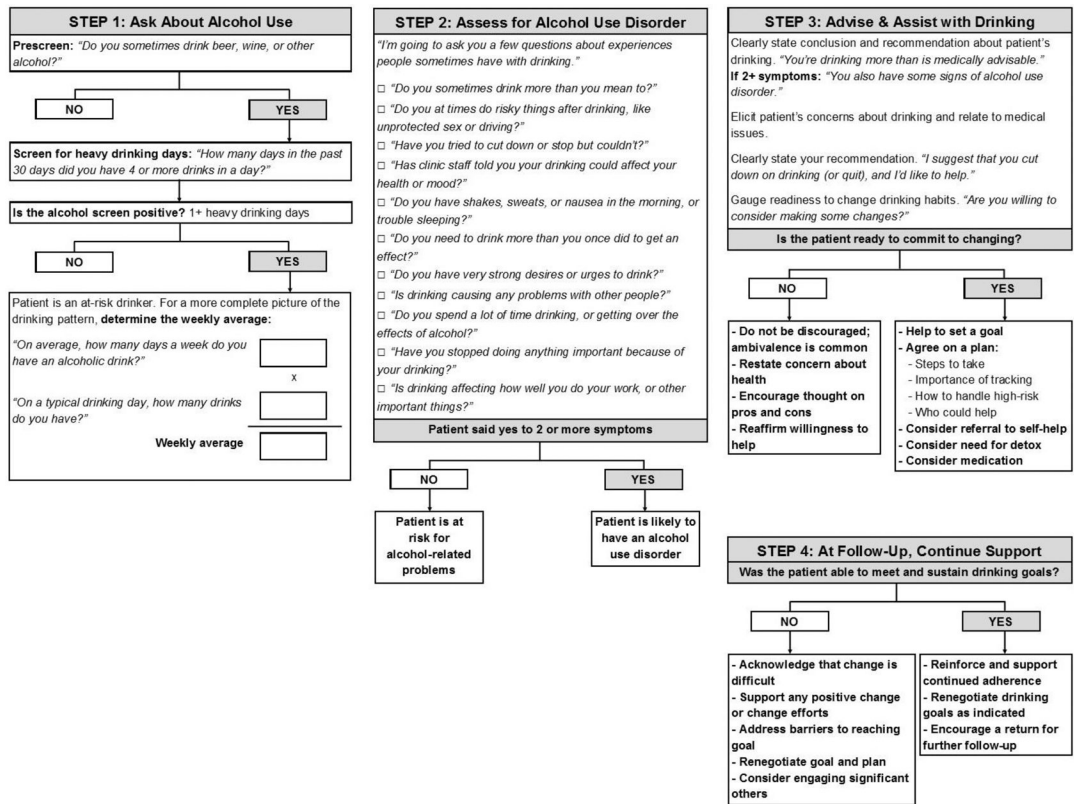 STEP 1: Ask About Alcohol Use
Prescreen: “Do you sometimes drink beer, wine, or other
alcohol?”
NO
YES
Screen for heavy drinking days: “How many days in the past
30 days did you have 4 or more drinks in a day?”
Is the alcohol screen positive? 1+ heavy drinking days
NO
YES
Patient is an at-risk drinker. For a more complete picture of the
drinking pattern, determine the weekly average:
“On average, how many days a week do you
have an alcoholic drink?”
x
“On a typical drinking day, how many drinks
do you have?”
Weekly average
STEP 2: Assess for Alcohol Use Disorder
“I’m going to ask you a few questions about experiences
people sometimes have with drinking.”
□ “Do you sometimes drink more than you mean to?”
□ “Do you at times do risky things after drinking, like
unprotected sex or driving?”
□ “Have you tried to cut down or stop but couldn’t?”
□ “Has clinic staff told you your drinking could affect your
health or mood?”
□ “Do you have shakes, sweats, or nausea in the morning, or
trouble sleeping?”
□ “Do you need to drink more than you once did to get an
effect?”
□ “Do you have very strong desires or urges to drink?”
□ “Is drinking causing any problems with other people?”
□ “Do you spend a lot of time drinking, or getting over the
effects of alcohol?”
□ “Have you stopped doing anything important because of
your drinking?”
□ “Is drinking affecting how well you do your work, or other
important things?”
Patient said yes to 2 or more symptoms
NO
YES
Patient is at
risk for
alcohol-related
problems
Patient is likely to
have an alcohol
use disorder
STEP 3: Advise & Assist with Drinking
Clearly state conclusion and recommendation about patient’s
drinking. “You’re drinking more than is medically advisable.”
If 2+ symptoms: “You also have some signs of alcohol use
disorder.”
Elicit patient’s concerns about drinking and relate to medical
issues.
Clearly state your recommendation. “I suggest that you cut
down on drinking (or quit), and I’d like to help.”
Gauge readiness to change drinking habits. “Are you willing to
consider making some changes?”
Is the patient ready to commit to changing?
NO
YES
- Do not be discouraged;
ambivalence is common
- Restate concern about
health
- Encourage thought on
pros and cons
- Reaffirm willingness to
help
- Help to set a goal
- Agree on a plan:
- Steps to take
- Importance of tracking
- How to handle high-risk
- Who could help
- Consider referral to self-help
- Consider need for detox
- Consider medication
STEP 4: At Follow-Up, Continue Support
Was the patient able to meet and sustain drinking goals?
NO
YES
- Acknowledge that change is
difficult
- Support any positive change
or change efforts
- Address barriers to reaching
goal
- Renegotiate goal and plan
- Consider engaging significant
others
- Reinforce and support
continued adherence
- Renegotiate drinking
goals as indicated
- Encourage a return for
further follow-up